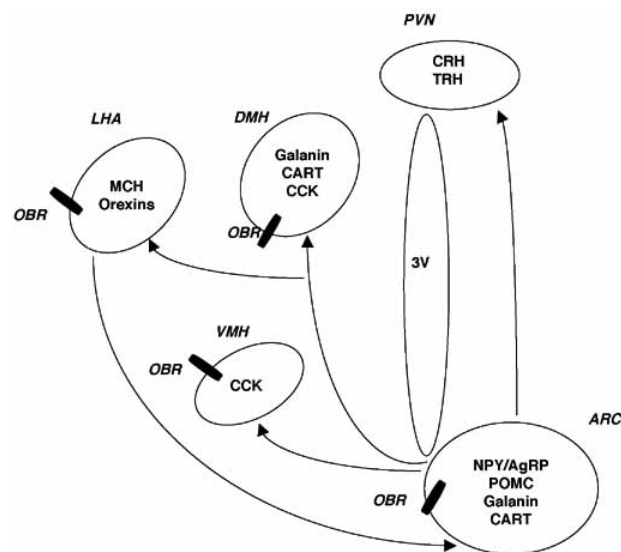 PVN
CRH
TRH
LHA
DMH
MCH
Orexins
OBR
Galanin
CART
CCK
OBR
3V
VMH
OBR
CCK
ARC
NPY/AgRP
POMC
Galanin
CART
OBR